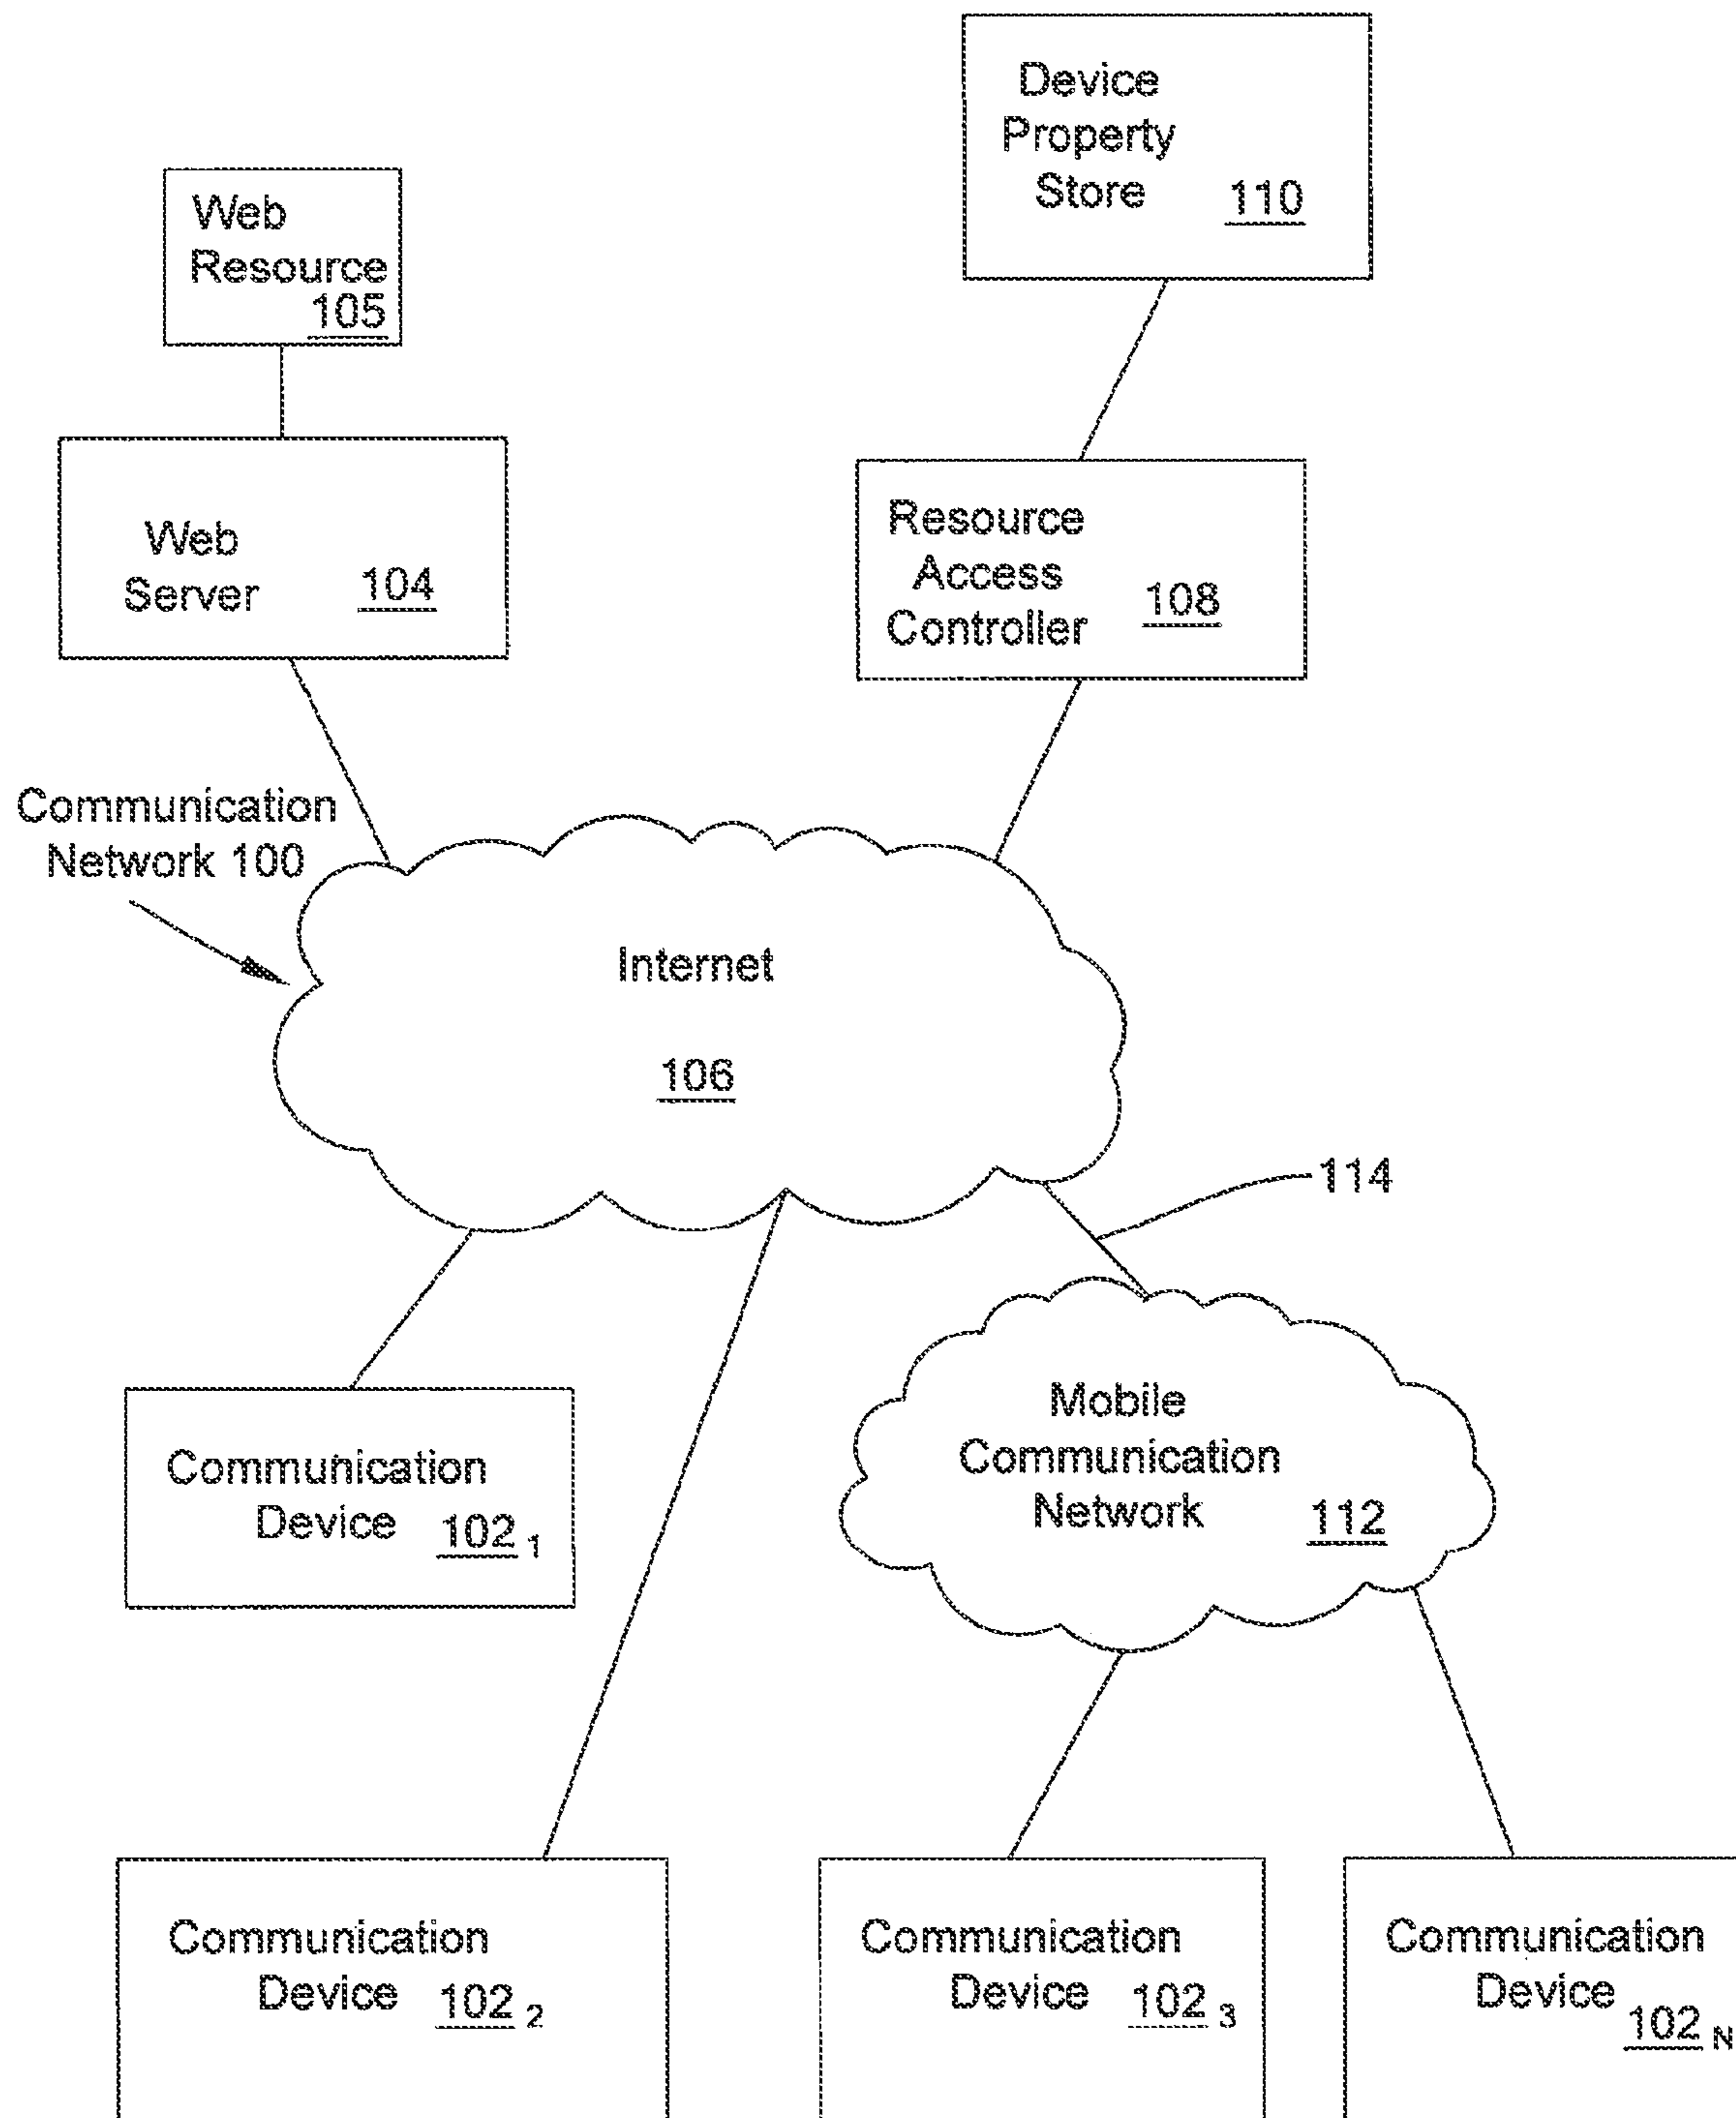 Device
Property
Store 110
Web
Resource
105
Resource
Access
Controller 108
Web
Server 104
Communication
Network 100
Internet
106
114
Mobile
Communication
Network 112
Communication
Device 102 1
Communication
Device 102 2
Communication
Device 102 3
Communication
Device
102 N